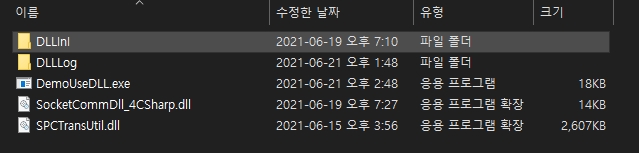 이름 수정한 날짜 유형 크기
DLLIni 2021-06-19 오후 7:10 파일 폴더
DLLLog 2021-06-21 오후 1:48 파일 폴더
DemoUseDLL.exe 2021-06-21 오후 2:48 응용 프로그램 18KB
SocketCommDll_4CSharp.dll 2021-06-19 오후 7:27 응용 프로그램 확장 14KB
SPCTransUtil.dll 2021-06-15 오후 3:56 응용 프로그램 확장 2,607KB